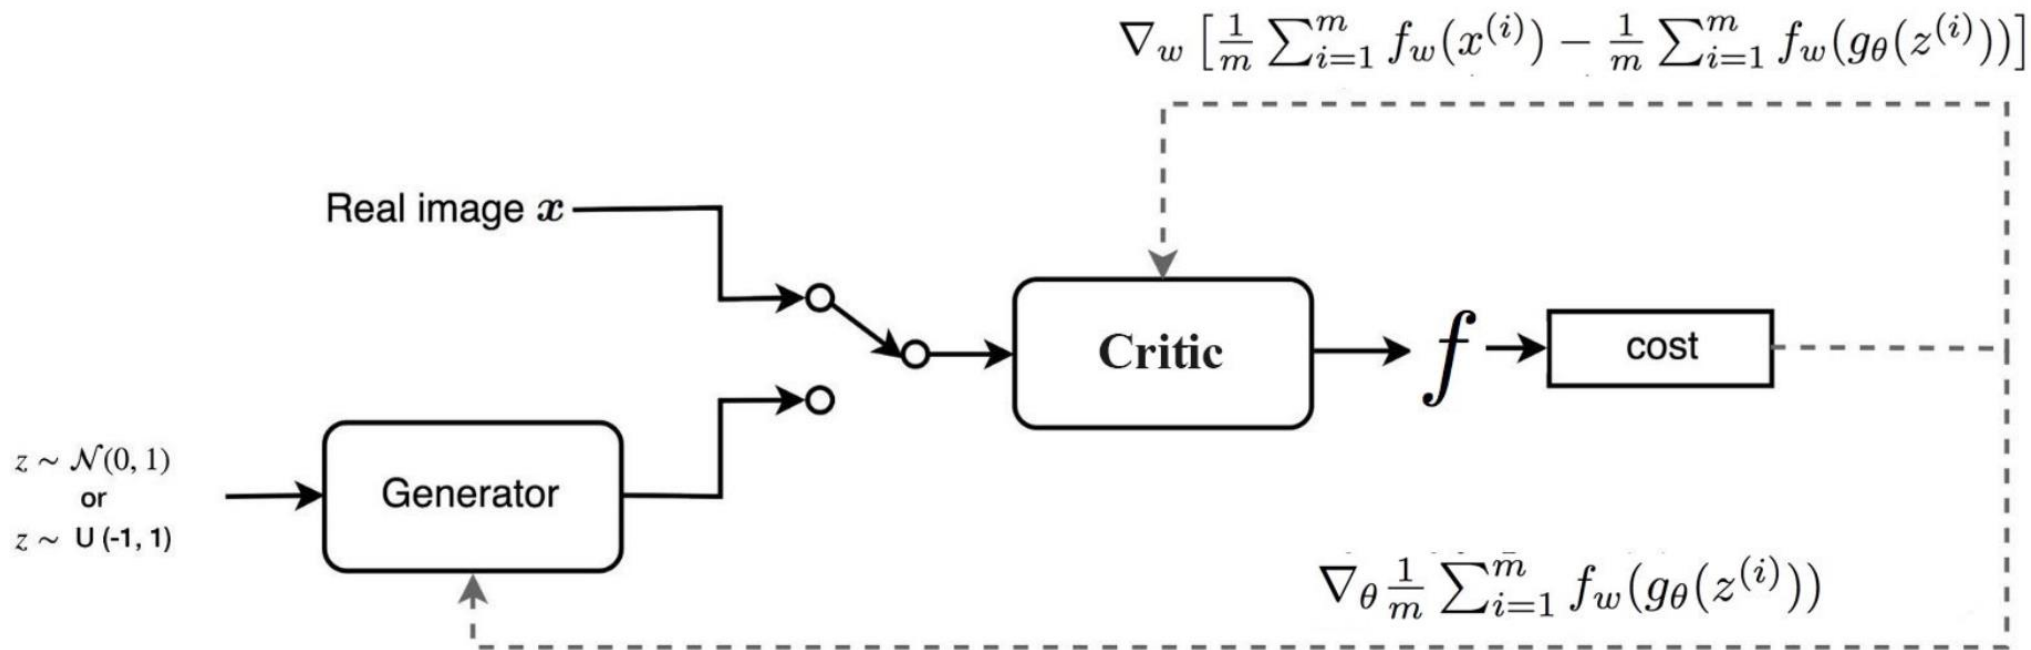 ∇_w [1/m ∑_{i=1}^m f_w(x^{(i)}) − 1/m ∑_{i=1}^m f_w(g_θ(z^{(i)}))]
Real image x
Critic
f
cost
z ∼ 𝒩(0, 1)
or
z ∼ U (-1, 1)
Generator
∇_θ 1/m ∑_{i=1}^m f_w(g_θ(z^{(i)}))